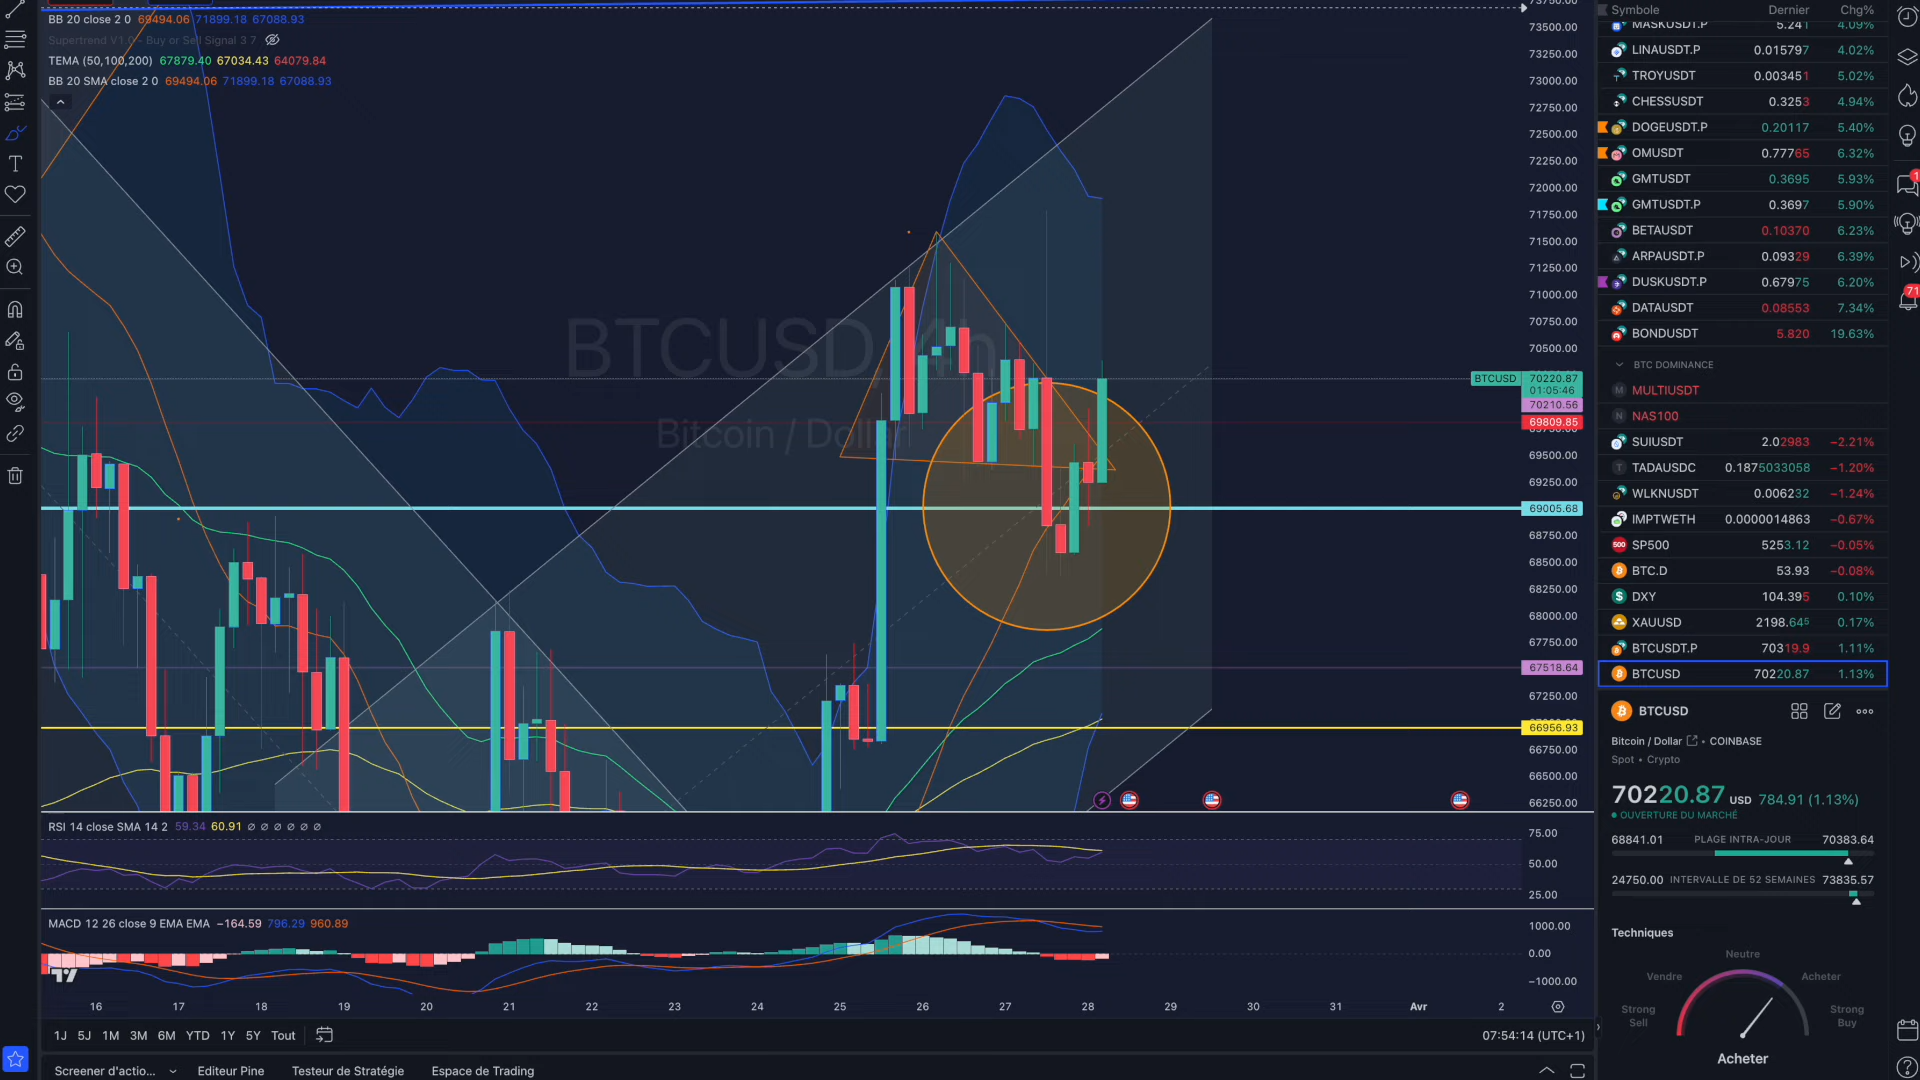 BB 20 close 2 0 69494.06 71899.18 67088.93
Supertrend V1.0 - Buy or Sell Signal 3 7
TEMA (50,100,200) 67879.40 67034.43 64079.84
BB 20 SMA close 2 0 69494.06 71899.18 67088.93
BTCUSD, 4h
Bitcoin / Dollar
73750.00
73500.00
73250.00
73000.00
72750.00
72500.00
72250.00
72000.00
71750.00
71500.00
71250.00
71000.00
70750.00
70500.00
BTCUSD 70220.87
01:05:46
70210.56
69809.85
69500.00
69250.00
69005.68
68750.00
68500.00
68250.00
68000.00
67750.00
67518.64
67250.00
66956.93
66750.00
66500.00
66250.00
RSI 14 close SMA 14 2 59.34 60.91 ∅ ∅ ∅ ∅ ∅ ∅
75.00
50.00
25.00
MACD 12 26 close 9 EMA EMA −164.59 796.29 960.89
1000.00
0.00
−1000.00
16 17 18 19 20 21 22 23 24 25 26 27 28 29 30 31 Avr 2
1J 5J 1M 3M 6M YTD 1Y 5Y Tout
07:54:14 (UTC+1)
Screener d'actio... Editeur Pine Testeur de Stratégie Espace de Trading
Symbole Dernier Chg%
MASKUSDT.P 5.241 4.09%
LINAUSDT.P 0.015797 4.02%
TROYUSDT 0.003451 5.02%
CHESSUSDT 0.3253 4.94%
DOGEUSDT.P 0.20117 5.40%
OMUSDT 0.77765 6.32%
GMTUSDT 0.3695 5.93%
GMTUSDT.P 0.3697 5.90%
BETAUSDT 0.10370 6.23%
ARPAUSDT.P 0.09329 6.39%
DUSKUSDT.P 0.67975 6.20%
DATAUSDT 0.08553 7.34%
BONDUSDT 5.820 19.63%
BTC DOMINANCE
M MULTIUSDT
N NAS100
SUIUSDT 2.02983 −2.21%
T TADAUSDC 0.1875033058 −1.20%
WLKNUSDT 0.006232 −1.24%
IMPTWETH 0.0000014863 −0.67%
500 SP500 5253.12 −0.05%
BTC.D 53.93 −0.08%
DXY 104.395 0.10%
XAUUSD 2198.645 0.17%
BTCUSDT.P 70319.9 1.11%
BTCUSD 70220.87 1.13%
1
71
BTCUSD
Bitcoin / Dollar • COINBASE
Spot • Crypto
70220.87 USD 784.91 (1.13%)
OUVERTURE DU MARCHÉ
68841.01 PLAGE INTRA-JOUR 70383.64
24750.00 INTERVALLE DE 52 SEMAINES 73835.57
Techniques
Neutre
Vendre Acheter
Strong Sell
Strong Buy
Acheter